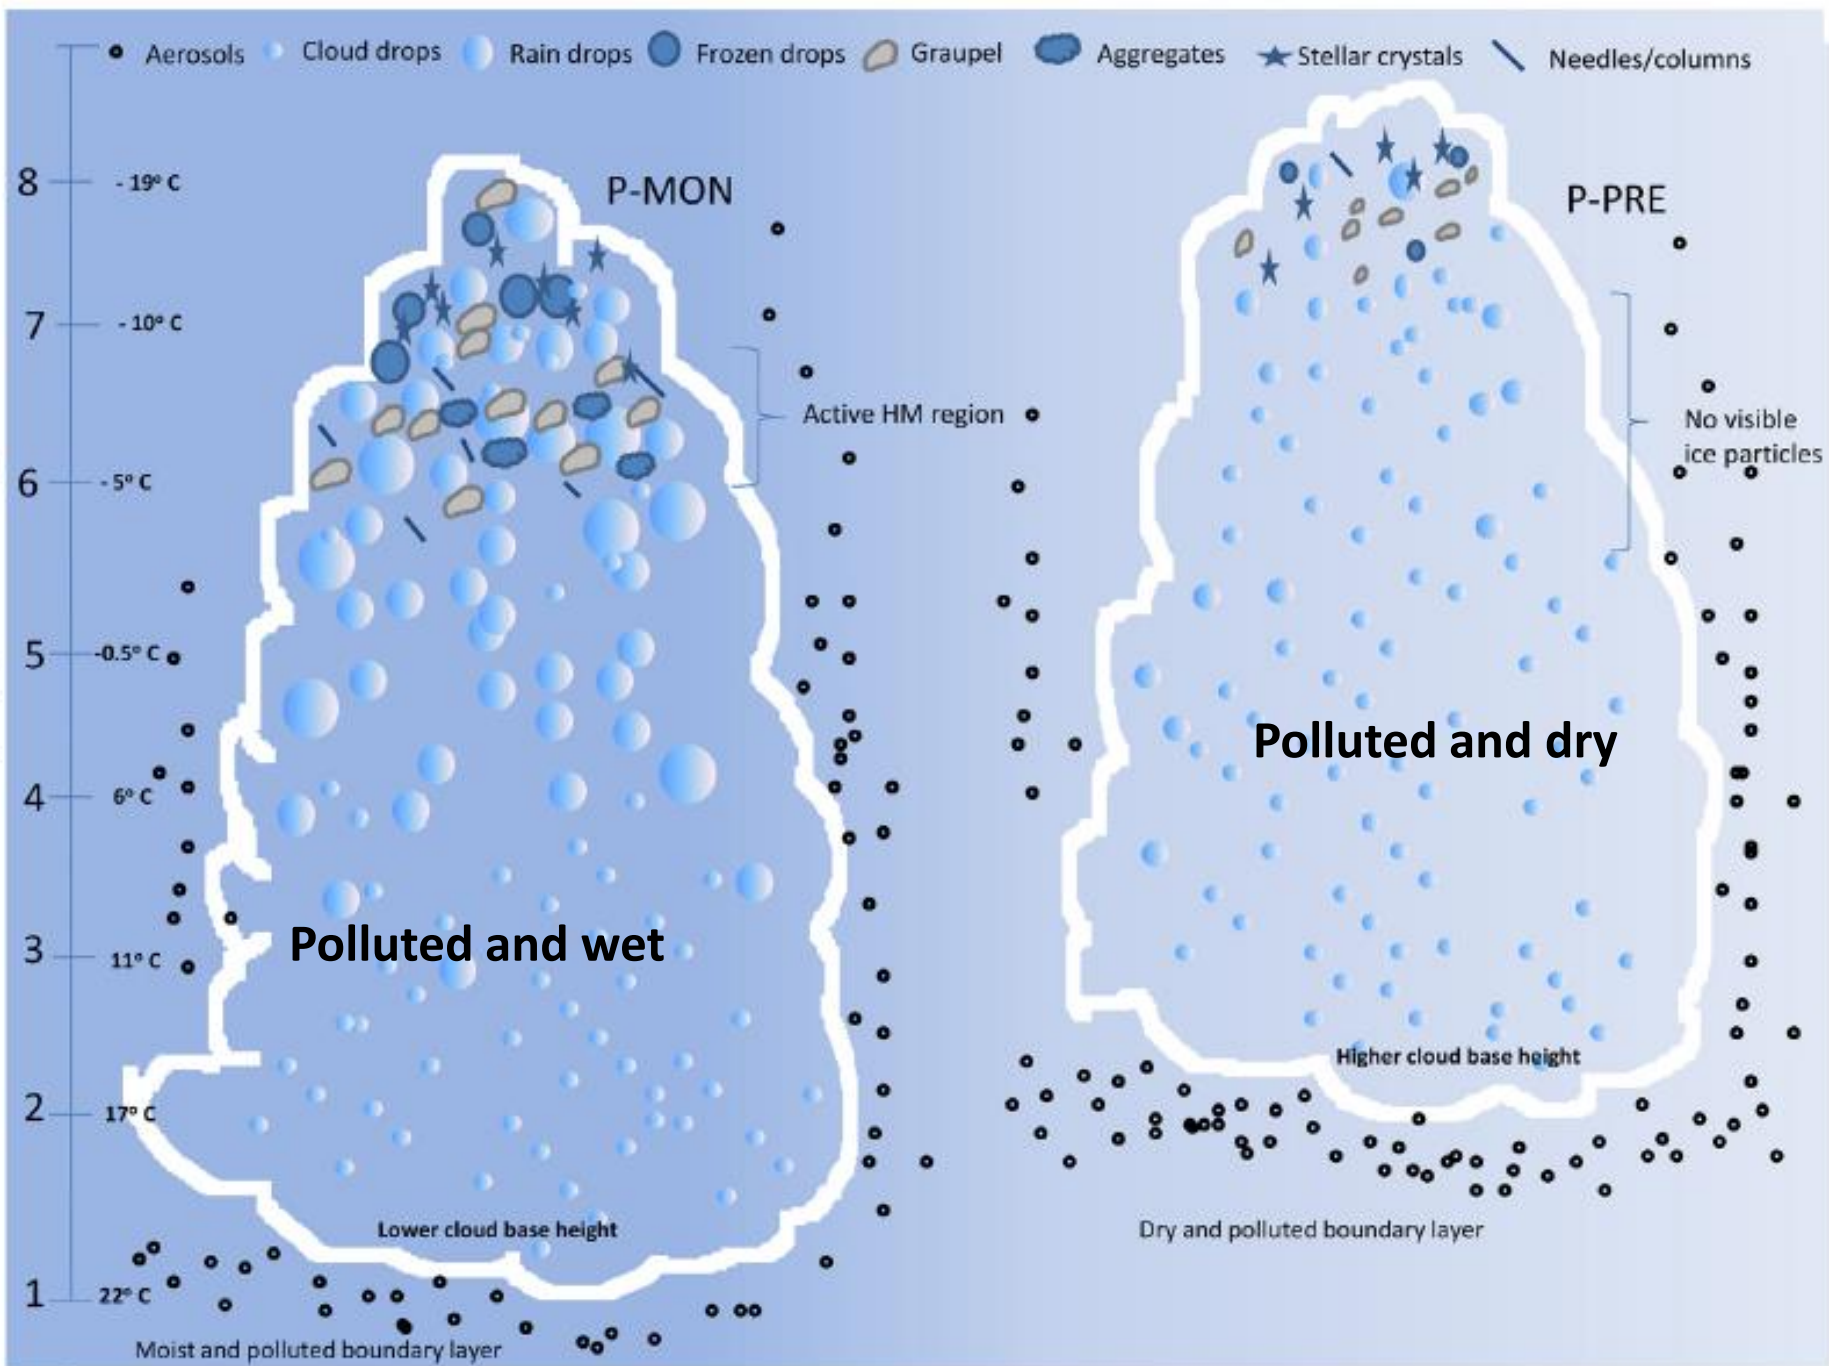 Aerosols Cloud drops Rain drops Frozen drops Graupel Aggregates Stellar crystals Needles/columns
8 - 19° C
P-MON
P-PRE
7 - 10° C
Active HM region
No visible
ice particles
6 - 5° C
5 -0.5° C
Polluted and dry
4 6° C
Polluted and wet
3 11° C
Higher cloud base height
2 17° C
Lower cloud base height
Dry and polluted boundary layer
1 22° C
Moist and polluted boundary layer